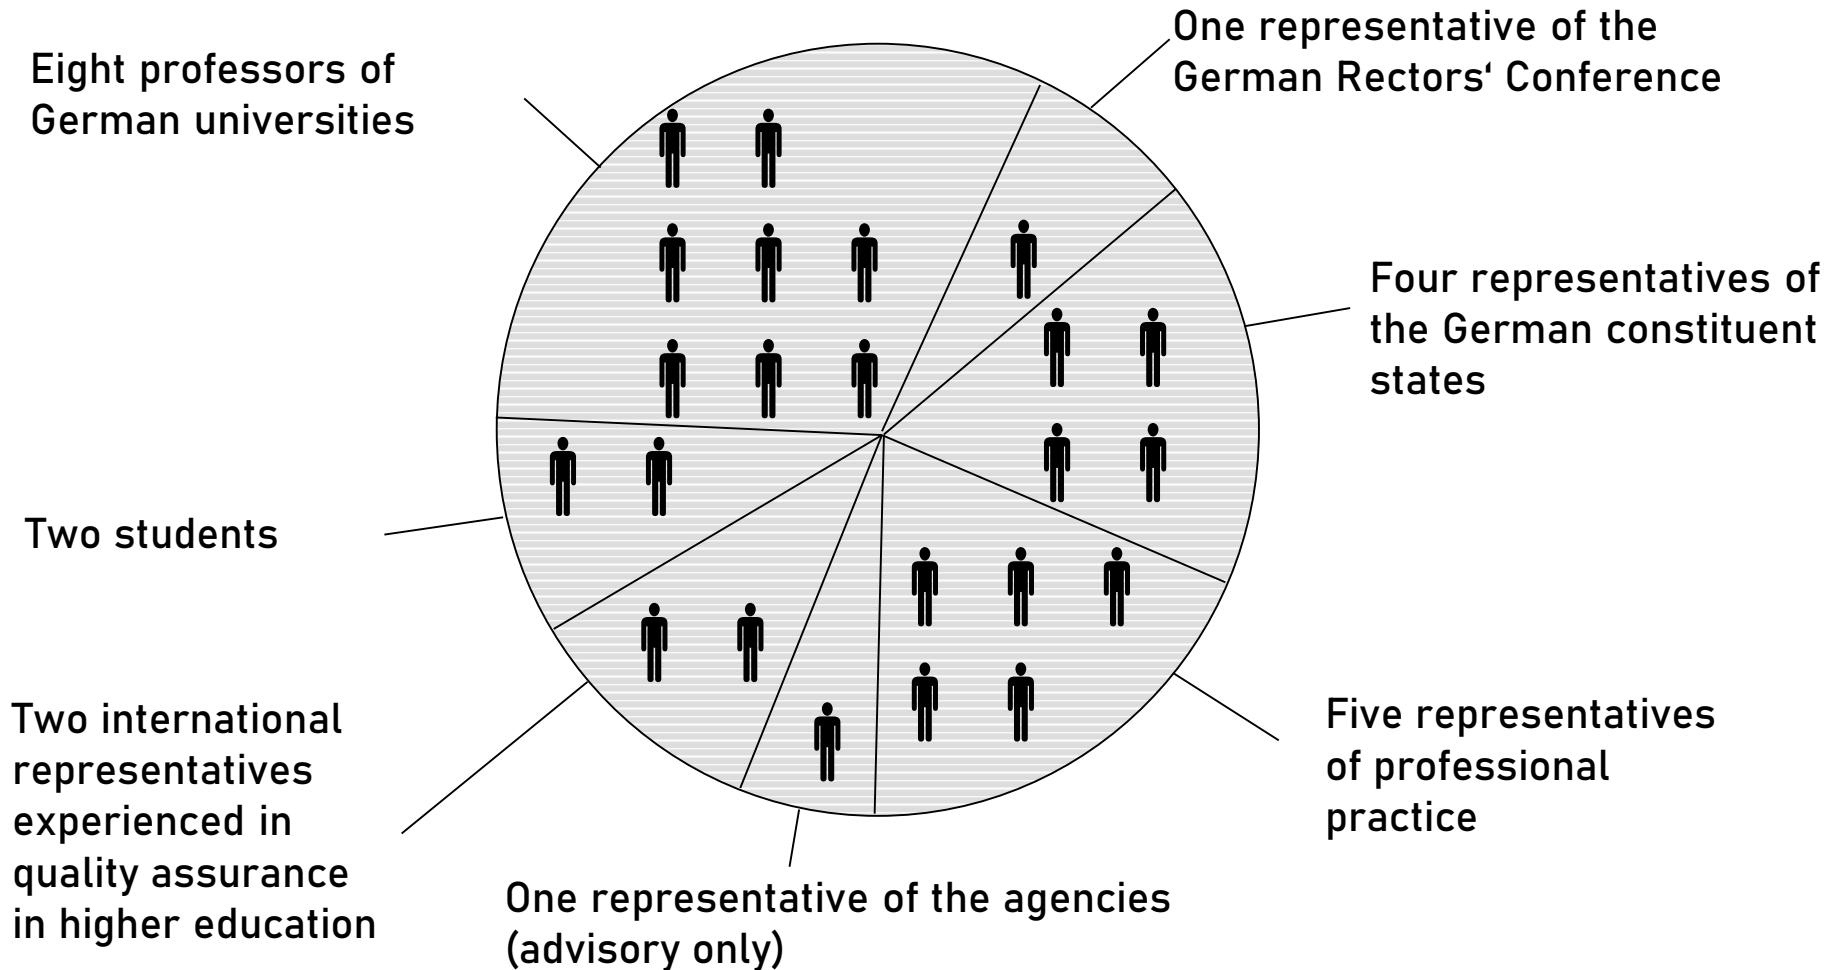 One representative of the
German Rectors‘ Conference
Eight professors of
German universities
Four representatives of
the German constituent
states
Two students
Five representatives
of professional
practice
Two international
representatives
experienced in
quality assurance
in higher education
One representative of the agencies
(advisory only)